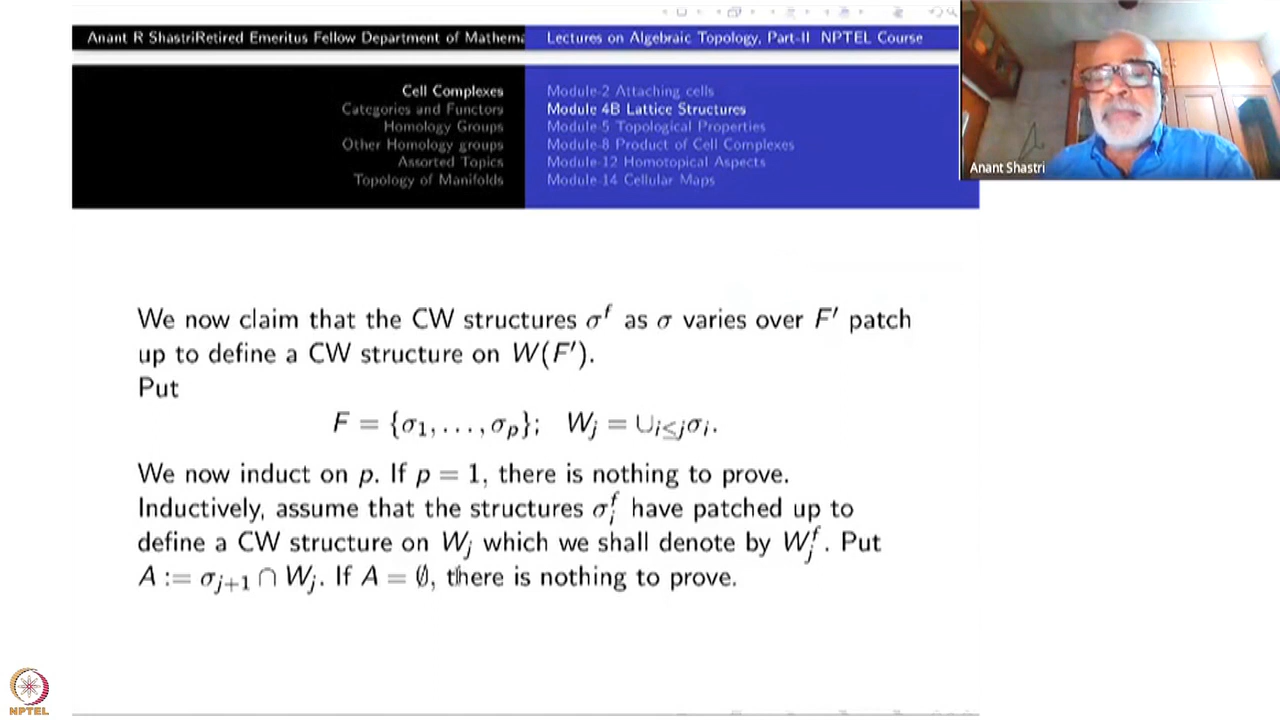 Anant R ShastriRetired Emeritus Fellow Department of Mathema
Lectures on Algebraic Topology, Part-II NPTEL Course
Cell Complexes
Categories and Functors
Homology Groups
Other Homology groups
Assorted Topics
Topology of Manifolds
Module-2 Attaching cells
Module 4B Lattice Structures
Module-5 Topological Properties
Module-8 Product of Cell Complexes
Module-12 Homotopical Aspects
Module-14 Cellular Maps
Anant Shastri
We now claim that the CW structures σ^f as σ varies over F′ patch
up to define a CW structure on W(F′).
Put
F = {σ₁, . . . , σₚ}; Wⱼ = ∪_{i≤j}σᵢ.
We now induct on p. If p = 1, there is nothing to prove.
Inductively, assume that the structures σ_i^f have patched up to
define a CW structure on Wⱼ which we shall denote by W_j^f. Put
A := σ_{j+1} ∩ Wⱼ. If A = ∅, there is nothing to prove.
NPTEL